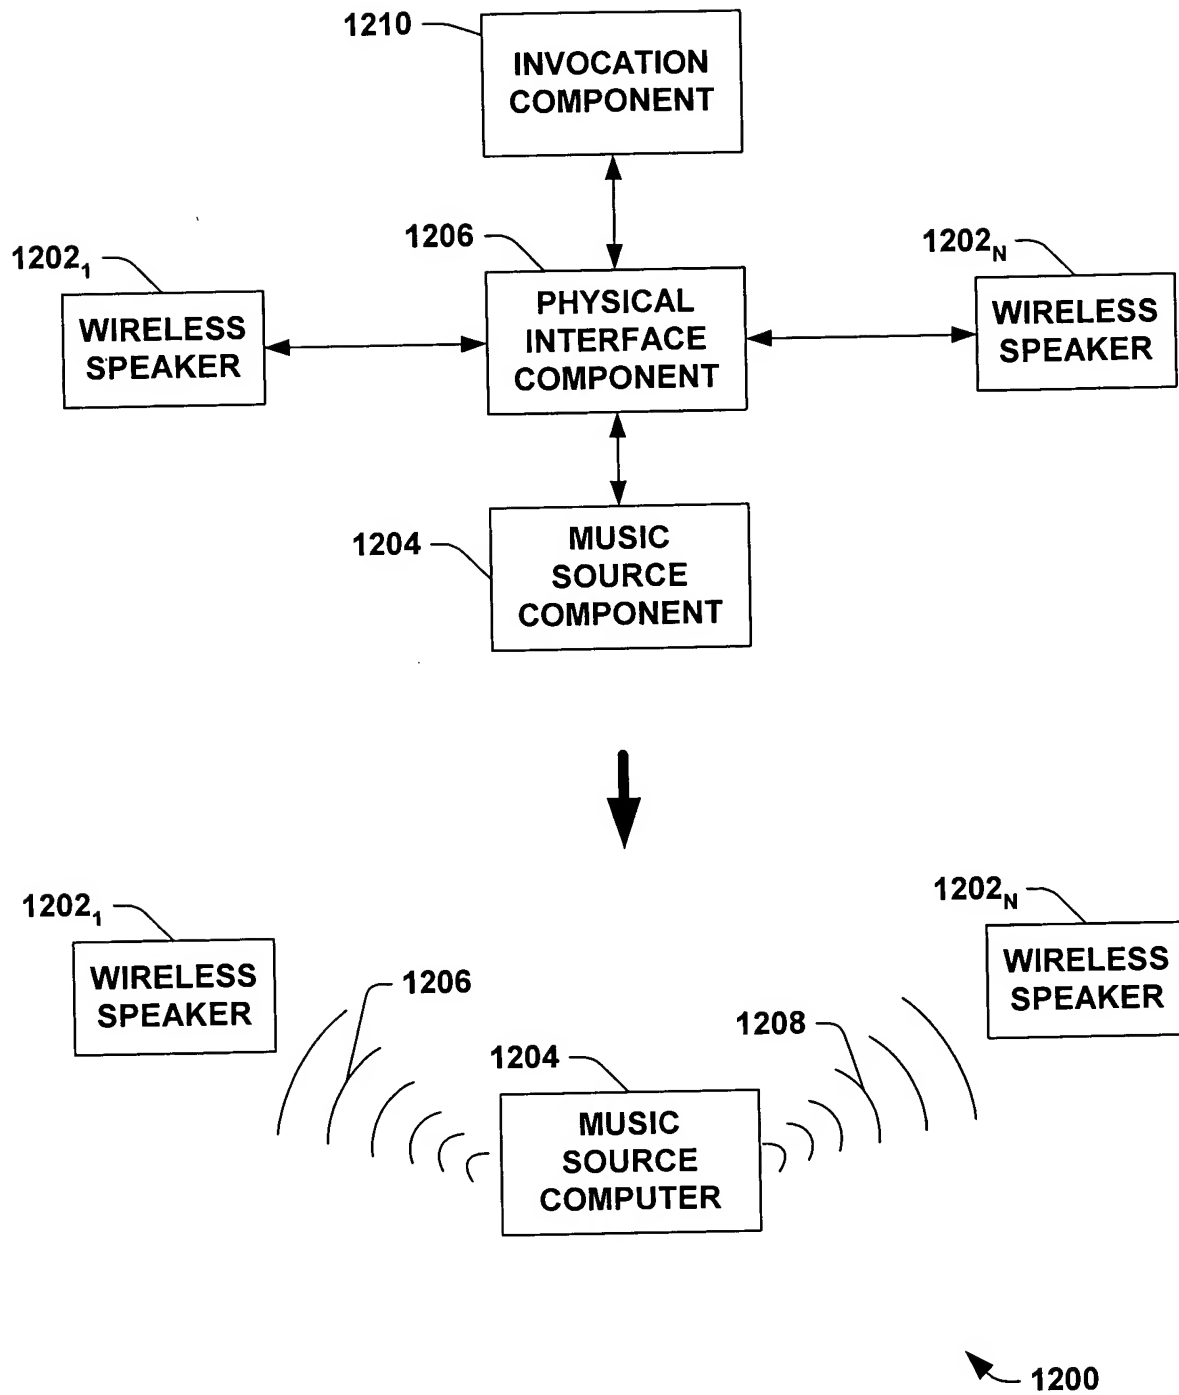 1210
INVOCATION
COMPONENT
1206
1202₁
1202N
PHYSICAL
INTERFACE
COMPONENT
WIRELESS
SPEAKER
WIRELESS
SPEAKER
1204
MUSIC
SOURCE
COMPONENT
1202₁
1202N
WIRELESS
SPEAKER
WIRELESS
SPEAKER
1206
1208
1204
MUSIC
SOURCE
COMPUTER
1200